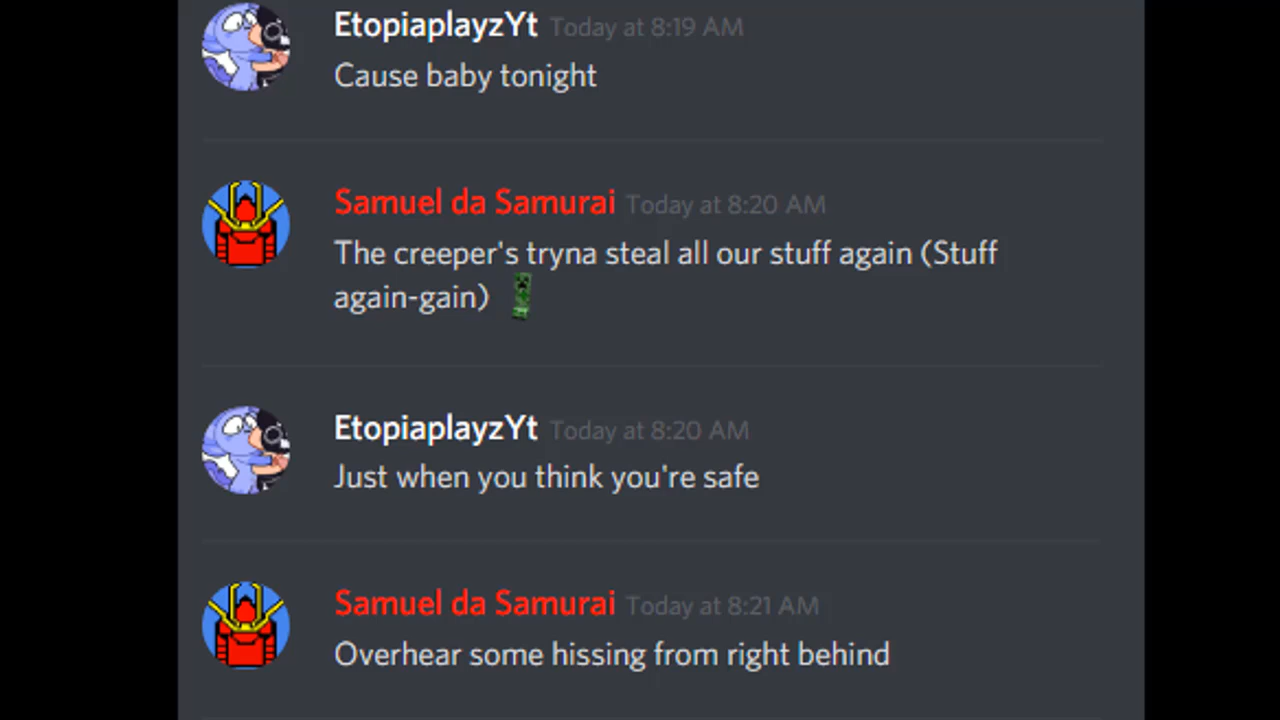 EtopiaplayzYt Today at 8:19 AM
Cause baby tonight
Samuel da Samurai Today at 8:20 AM
The creeper's tryna steal all our stuff again (Stuff
again-gain)
EtopiaplayzYt Today at 8:20 AM
Just when you think you're safe
Samuel da Samurai Today at 8:21 AM
Overhear some hissing from right behind